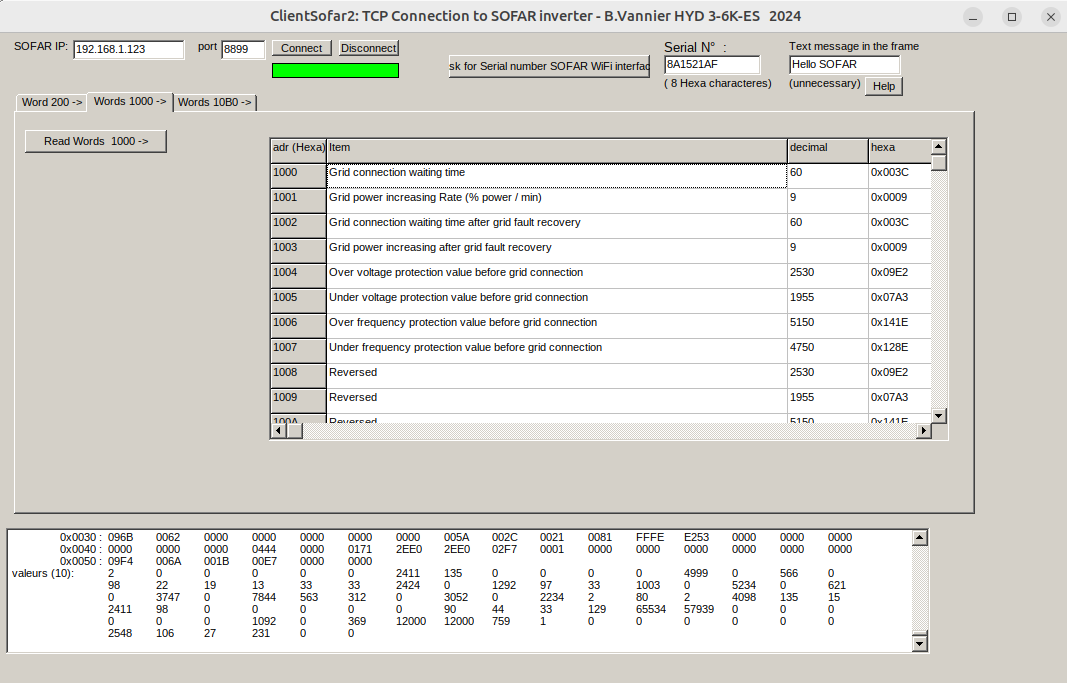 ClientSofar2: TCP Connection to SOFAR inverter - B.Vannier HYD 3-6K-ES 2024
SOFAR IP: 192.168.1.123 port 8899 Connect Disconnect
sk for Serial number SOFAR WiFi interfac
Serial N° : Text message in the frame
8A1521AF Hello SOFAR
( 8 Hexa characteres) (unnecessary) Help
Word 200 -> Words 1000 -> Words 10B0 ->
Read Words 1000 ->
adr (Hexa) Item decimal hexa
1000 Grid connection waiting time 60 0x003C
1001 Grid power increasing Rate (% power / min) 9 0x0009
1002 Grid connection waiting time after grid fault recovery 60 0x003C
1003 Grid power increasing after grid fault recovery 9 0x0009
1004 Over voltage protection value before grid connection 2530 0x09E2
1005 Under voltage protection value before grid connection 1955 0x07A3
1006 Over frequency protection value before grid connection 5150 0x141E
1007 Under frequency protection value before grid connection 4750 0x128E
1008 Reversed 2530 0x09E2
1009 Reversed 1955 0x07A3
100A Reversed 5150 0x141E
0x0030 : 096B 0062 0000 0000 0000 0000 0000 005A 002C 0021 0081 FFFE E253 0000 0000 0000
0x0040 : 0000 0000 0000 0444 0000 0171 2EE0 2EE0 02F7 0001 0000 0000 0000 0000 0000 0000
0x0050 : 09F4 006A 001B 00E7 0000 0000
valeurs (10): 2 0 0 0 0 0 2411 135 0 0 0 0 4999 0 566 0
98 22 19 13 33 33 2424 0 1292 97 33 1003 0 5234 0 621
0 3747 0 7844 563 312 0 3052 0 2234 2 80 2 4098 135 15
2411 98 0 0 0 0 0 90 44 33 129 65534 57939 0 0 0
0 0 0 1092 0 369 12000 12000 759 1 0 0 0 0 0 0
2548 106 27 231 0 0